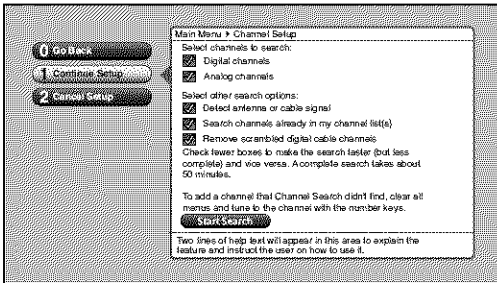 0 Go Back
1 Continue Setup
2 Cancel Setup
Main Menu ▸ Channel Setup
Select channels to search:
Digital channels
Analog channels
Select other search options:
Detect antenna or cable signal
Search channels already in my channel list(s)
Remove scrambled digital cable channels
Check fewer boxes to make the search faster (but less
complete) and vice versa. A complete search takes about
50 minutes.
To add a channel that Channel Search didn't find, clear all
menus and tune to the channel with the number keys.
Start Search
Two lines of help text will appear in this area to explain the
feature and instruct the user on how to use it.